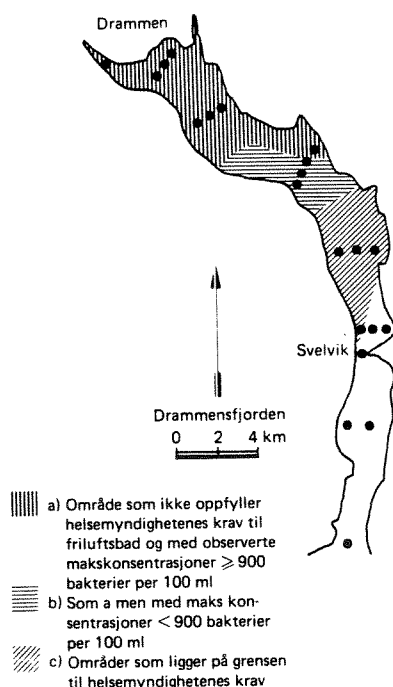 Drammen
Svelvik
Drammensfjorden
0 2 4 km
a) Område som ikke oppfyller
helsemyndighetenes krav til
friluftsbad og med observerte
makskonsentrasjoner ≥ 900
bakterier per 100 ml
b) Som a men med maks kon-
sentrasjoner < 900 bakterier
per 100 ml
c) Områder som ligger på grensen
til helsemyndighetenes krav